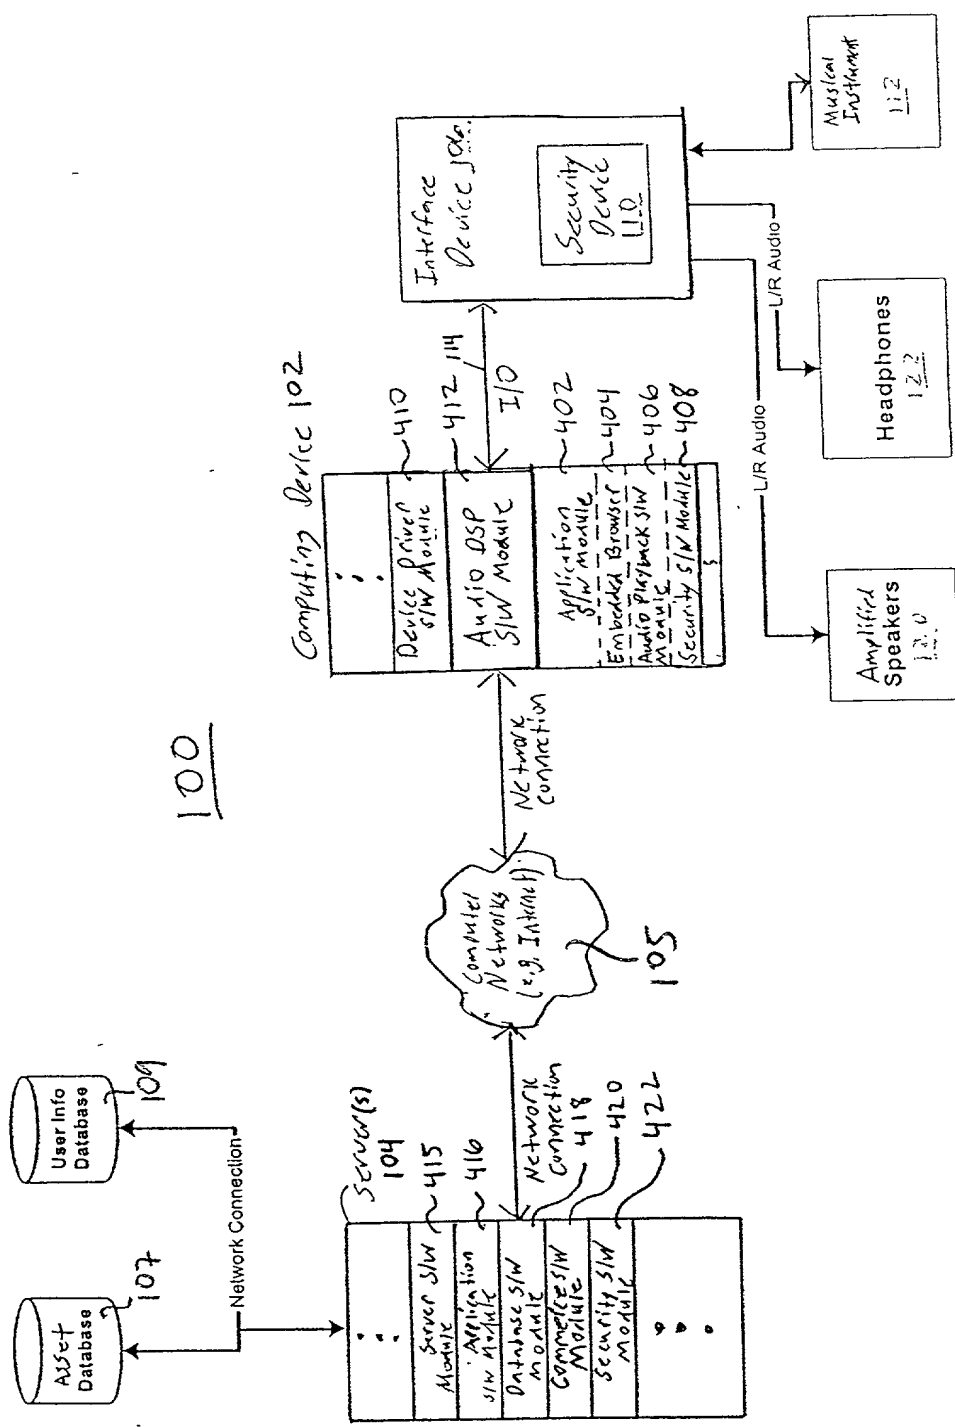 100
Asset
Database
107
User Info
Database
109
Network Connection
Server(s)
104
Server S/W
Module
415
Application
S/W Module
416
Database S/W
Module
418
Commerce S/W
Module
420
Security S/W
Module
422
Network
Connection
Computer
Networks
(e.g. Internet)
105
Network
Connection
Computing Device 102
Device Driver
S/W Module
410
Audio DSP
S/W Module
412
Application
S/W Module
402
Embedded Browser
404
Audio Playback S/W
Module
406
Security S/W Module
408
114
I/O
Interface
Device 106
Security
Device
110
L/R Audio
L/R Audio
Amplified
Speakers
120
Headphones
122
Musical
Instrument
112